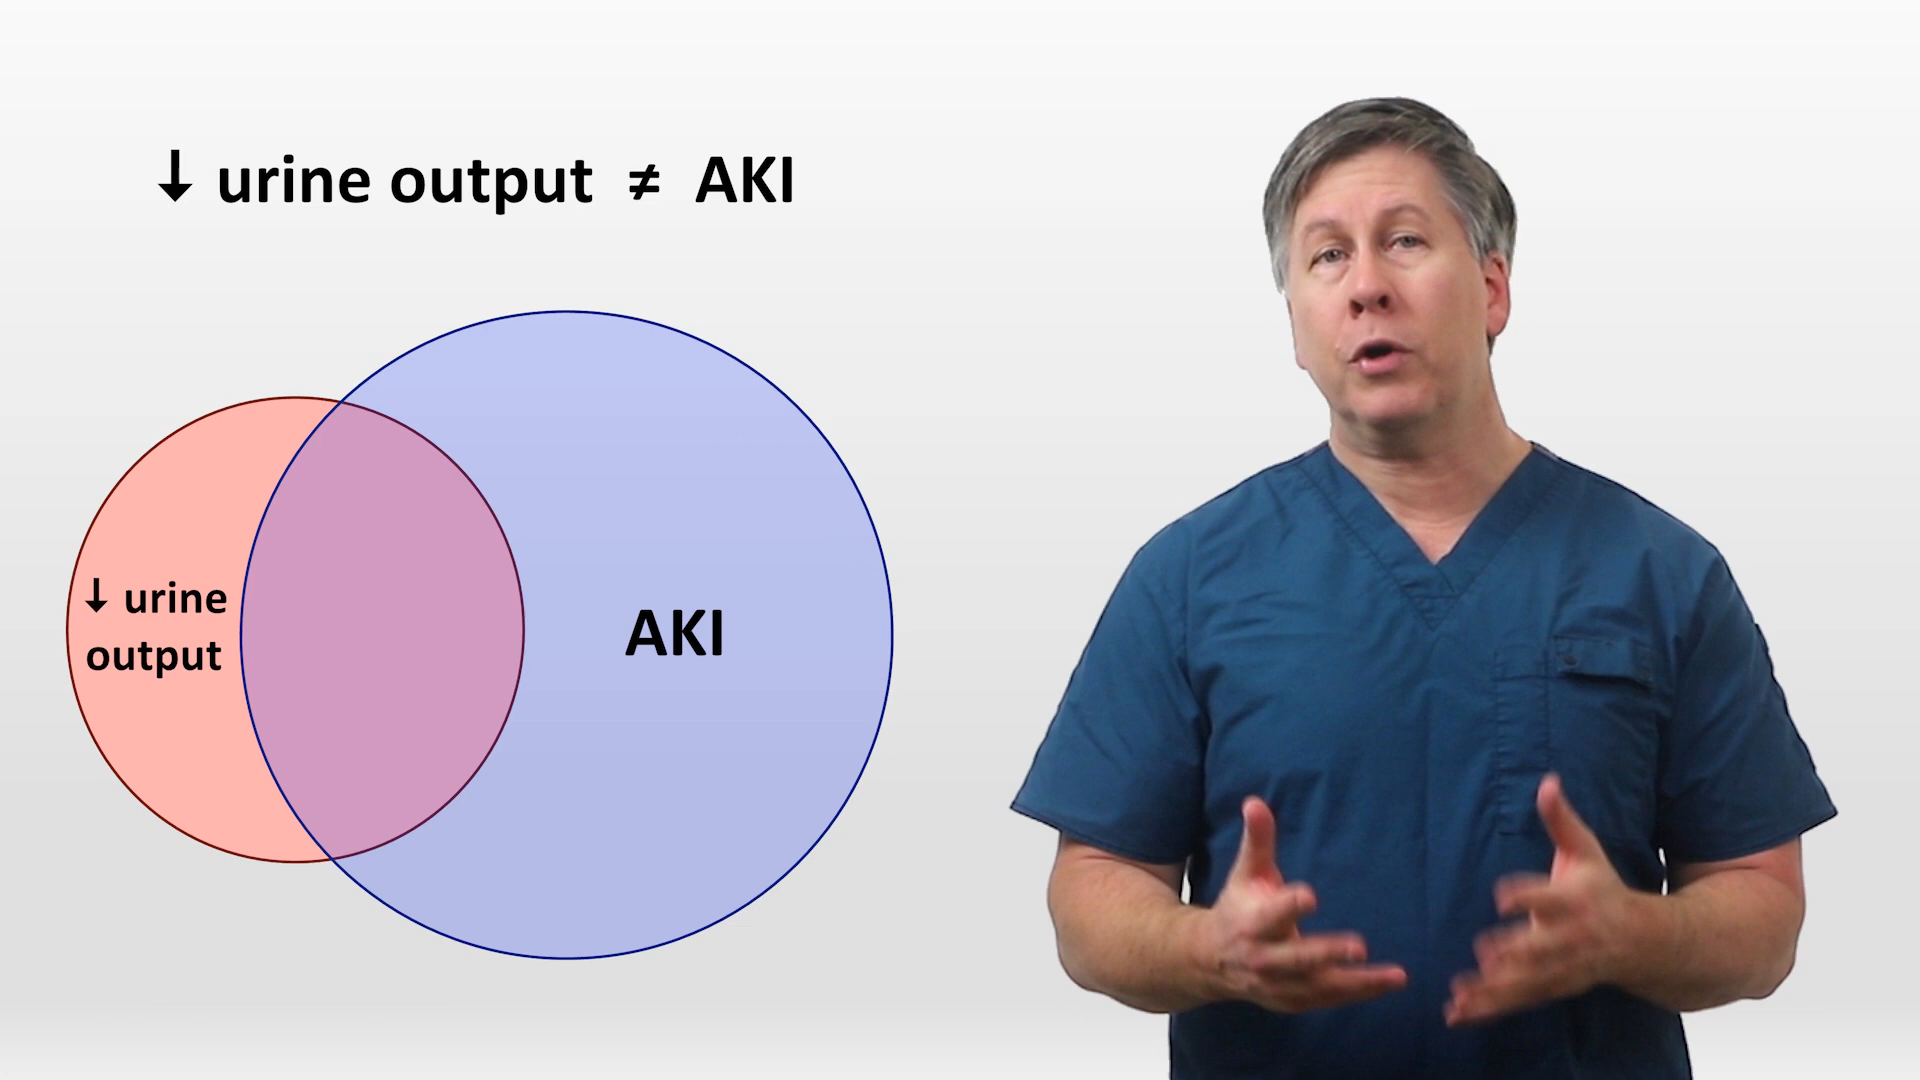 ↓ urine output ≠ AKI
↓ urine
output
AKI